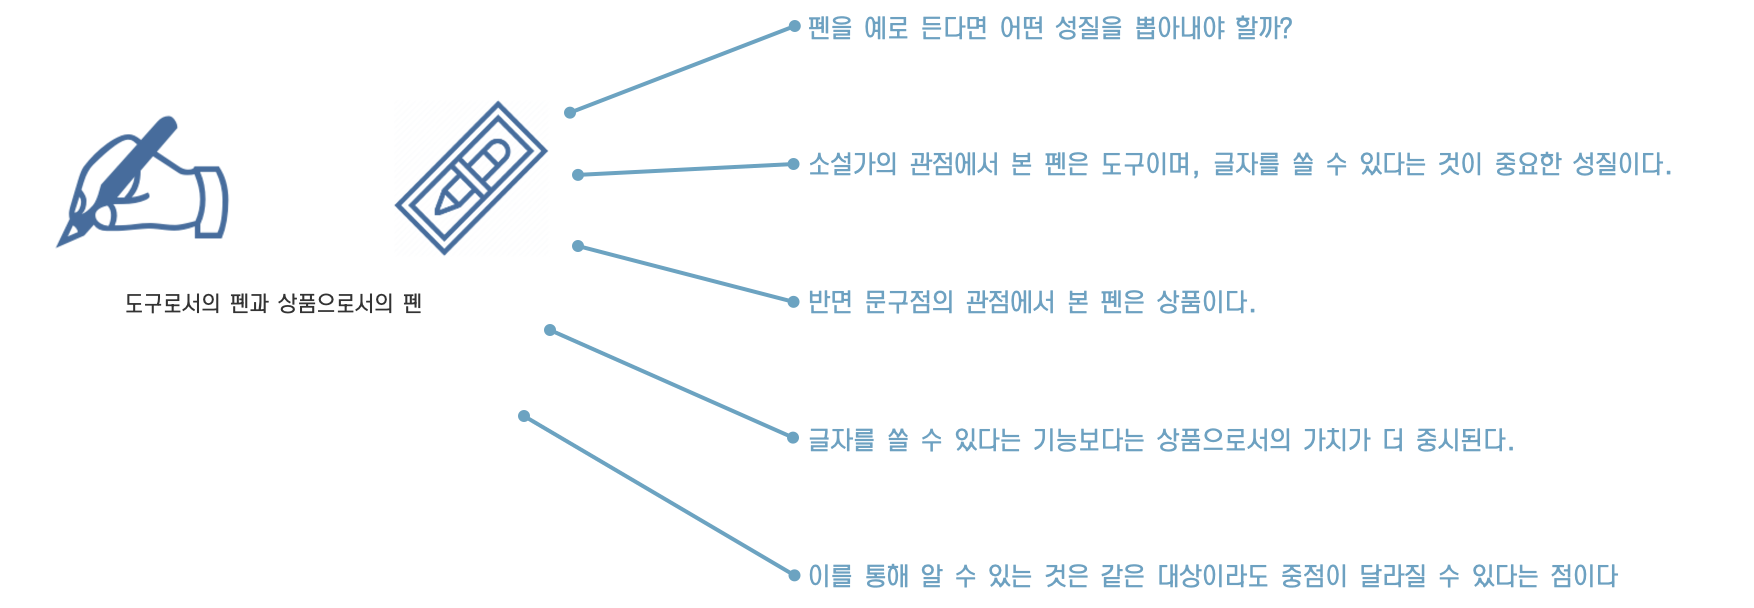 펜을 예로 든다면 어떤 성질을 뽑아내야 할까?
소설가의 관점에서 본 펜은 도구이며, 글자를 쓸 수 있다는 것이 중요한 성질이다.
도구로서의 펜과 상품으로서의 펜
반면 문구점의 관점에서 본 펜은 상품이다.
글자를 쓸 수 있다는 기능보다는 상품으로서의 가치가 더 중시된다.
이를 통해 알 수 있는 것은 같은 대상이라도 중점이 달라질 수 있다는 점이다